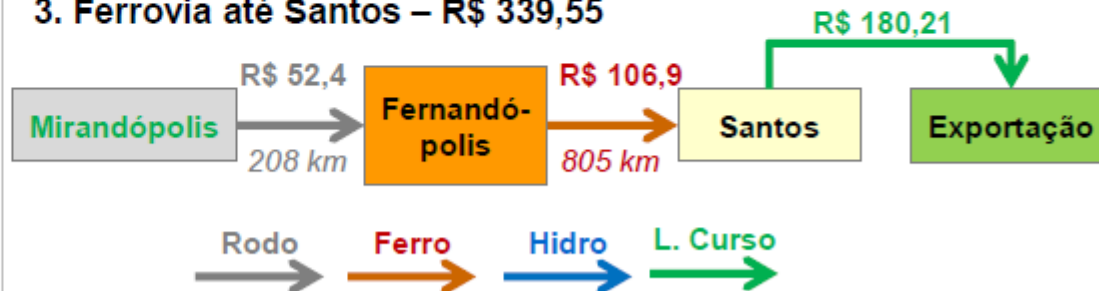 3. Ferrovia até Santos – R$ 339,55
R$ 180,21
R$ 52,4
R$ 106,9
Mirandópolis
Fernandó-
polis
Santos
Exportação
208 km
805 km
Rodo
Ferro
Hidro
L. Curso